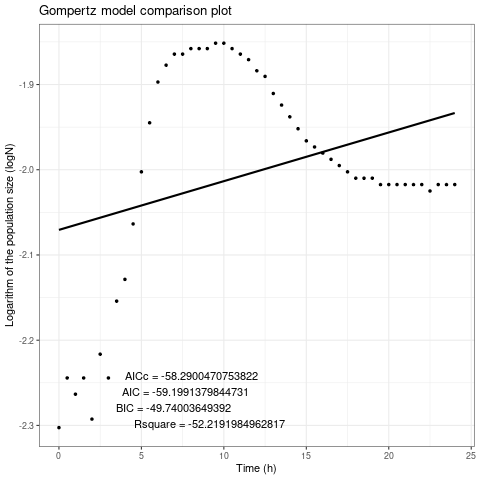 Gompertz model comparison plot
Logarithm of the population size (logN)
-1.9
-2.0
-2.1
-2.2
-2.3
AICc = -58.2900470753822
AIC = -59.1991379844731
BIC = -49.74003649392
Rsquare = -52.2191984962817
0 5 10 15 20 25
Time (h)